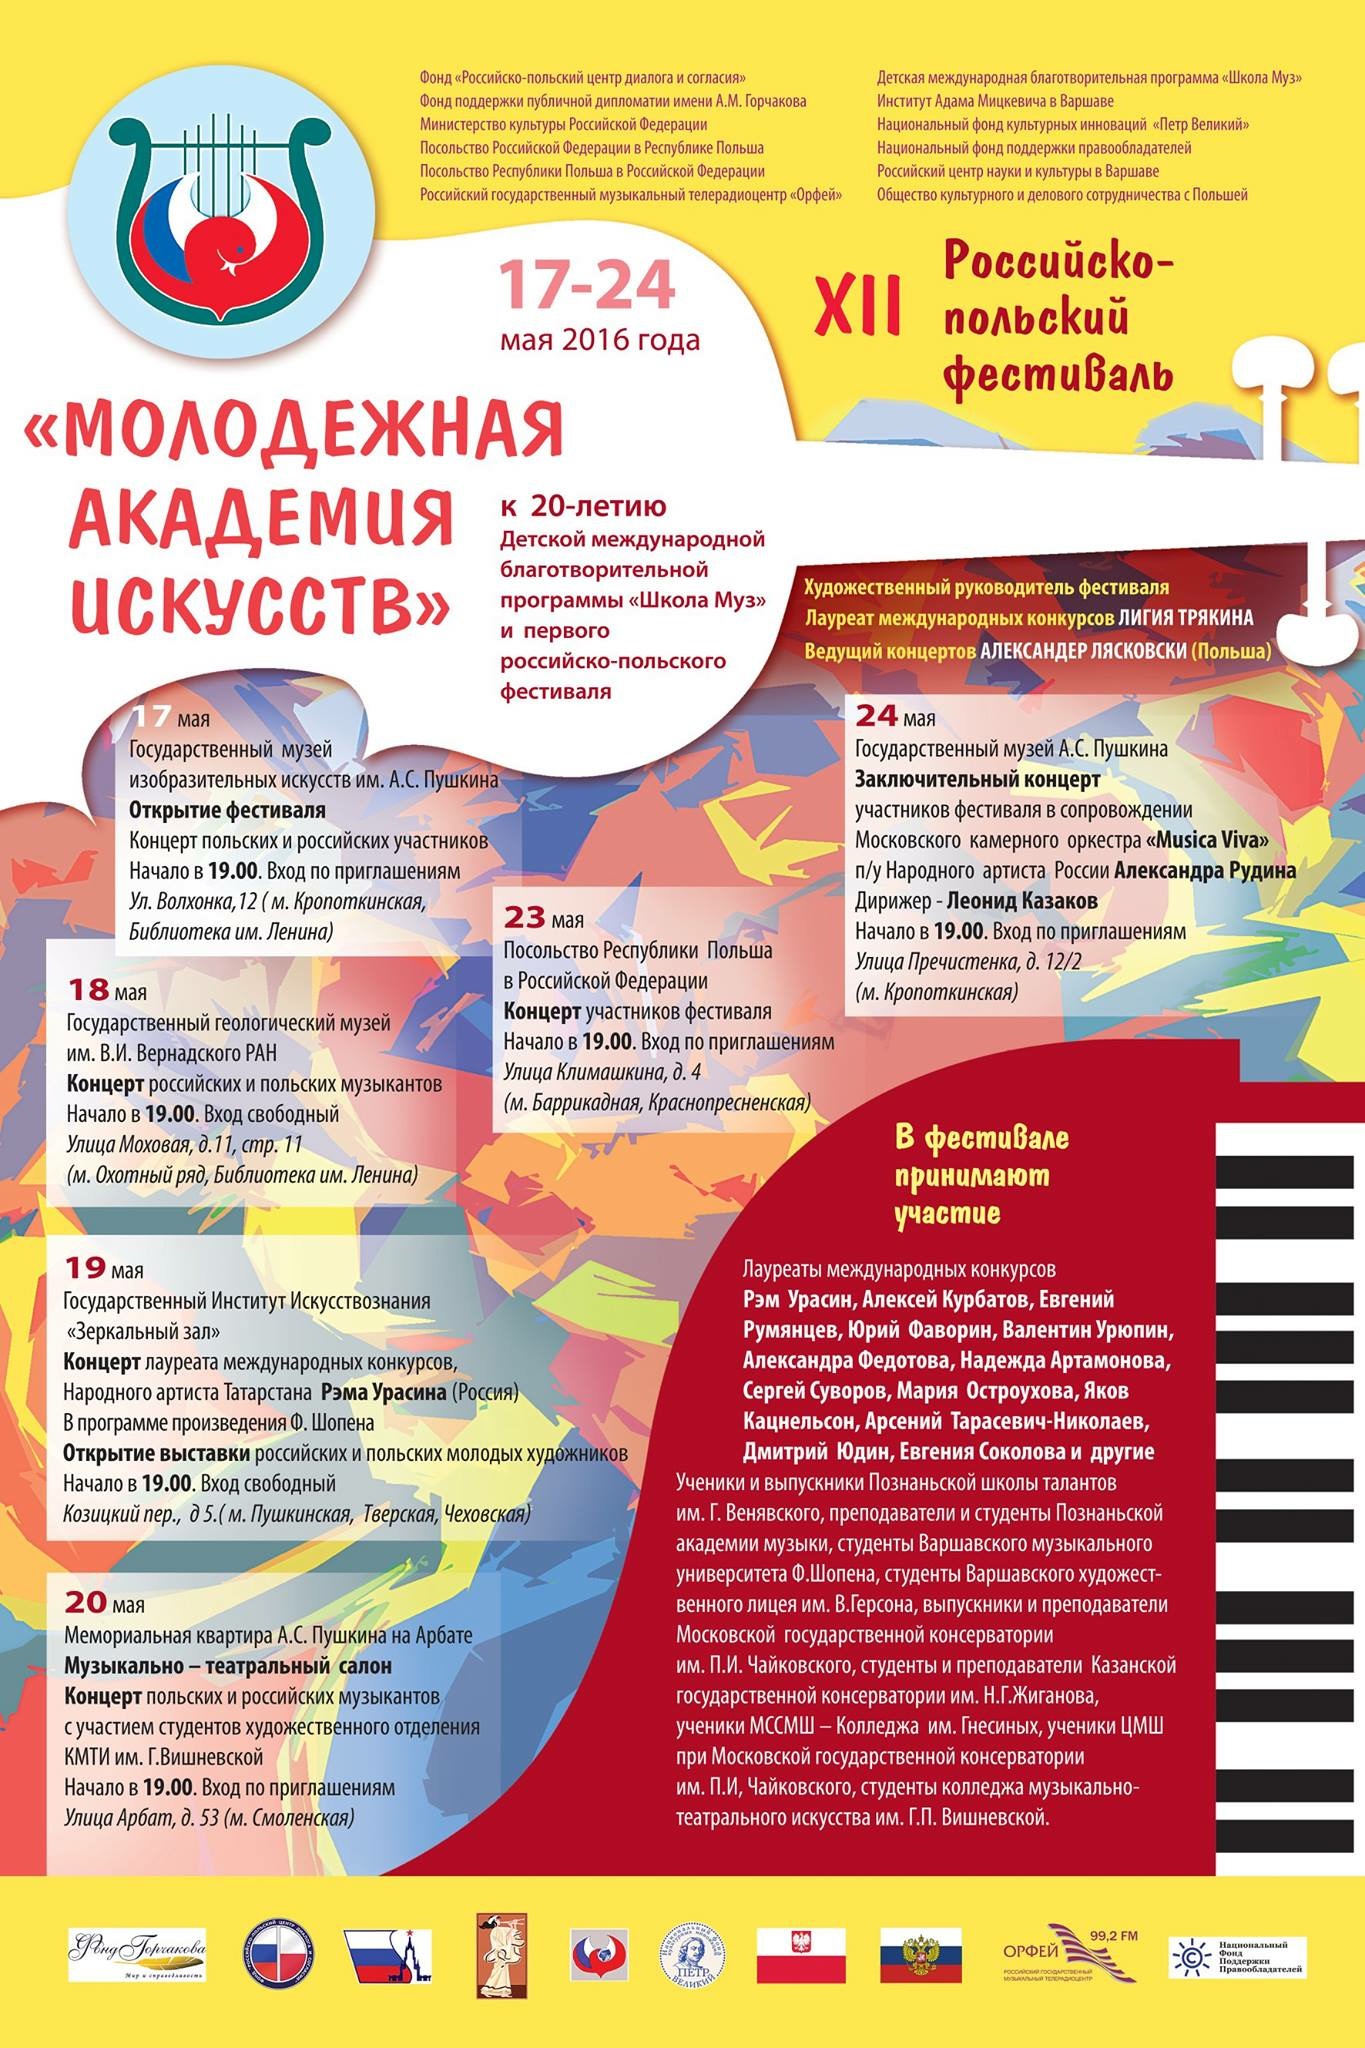 Фонд «Российско-польский центр диалога и согласия»
Фонд поддержки публичной дипломатии имени А.М. Горчакова
Министерство культуры Российской Федерации
Посольство Российской Федерации в Республике Польша
Посольство Республики Польша в Российской Федерации
Российский государственный музыкальный телерадиоцентр «Орфей»
Детская международная благотворительная программа «Школа Муз»
Институт Адама Мицкевича в Варшаве
Национальный фонд культурных инноваций «Петр Великий»
Национальный фонд поддержки правообладателей
Российский центр науки и культуры в Варшаве
Общество культурного и делового сотрудничества с Польшей
17-24
мая 2016 года
XII
Российско-
польский
фестиваль
«МОЛОДЕЖНАЯ
АКАДЕМИЯ
ИСКУССТВ»
к 20-летию
Детской международной
благотворительной
программы «Школа Муз»
и первого
российско-польского
фестиваля
Художественный руководитель фестиваля
Лауреат международных конкурсов ЛИГИЯ ТРЯКИНА
Ведущий концертов АЛЕКСАНДЕР ЛЯСКОВСКИ (Польша)
17 мая
Государственный музей
изобразительных искусств им. А.С. Пушкина
Открытие фестиваля
Концерт польских и российских участников
Начало в 19.00. Вход по приглашениям
Ул. Волхонка,12 ( м. Кропоткинская,
Библиотека им. Ленина)
18 мая
Государственный геологический музей
им. В.И. Вернадского РАН
Концерт российских и польских музыкантов
Начало в 19.00. Вход свободный
Улица Моховая, д.11, стр. 11
(м. Охотный ряд, Библиотека им. Ленина)
19 мая
Государственный Институт Искусствознания
«Зеркальный зал»
Концерт лауреата международных конкурсов,
Народного артиста Татарстана Рэма Урасина (Россия)
В программе произведения Ф. Шопена
Открытие выставки российских и польских молодых художников
Начало в 19.00. Вход свободный
Козицкий пер., д 5.( м. Пушкинская, Тверская, Чеховская)
20 мая
Мемориальная квартира А.С. Пушкина на Арбате
Музыкально – театральный салон
Концерт польских и российских музыкантов
с участием студентов художественного отделения
КМТИ им. Г.Вишневской
Начало в 19.00. Вход по приглашениям
Улица Арбат, д. 53 (м. Смоленская)
23 мая
Посольство Республики Польша
в Российской Федерации
Концерт участников фестиваля
Начало в 19.00. Вход по приглашениям
Улица Климашкина, д. 4
(м. Баррикадная, Краснопресненская)
24 мая
Государственный музей А.С. Пушкина
Заключительный концерт
участников фестиваля в сопровождении
Московского камерного оркестра «Musica Viva»
п/у Народного артиста России Александра Рудина
Дирижер - Леонид Казаков
Начало в 19.00. Вход по приглашениям
Улица Пречистенка, д. 12/2
(м. Кропоткинская)
В фестивале
принимают
участие
Лауреаты международных конкурсов
Рэм Урасин, Алексей Курбатов, Евгений
Румянцев, Юрий Фаворин, Валентин Урюпин,
Александра Федотова, Надежда Артамонова,
Сергей Суворов, Мария Остроухова, Яков
Кацнельсон, Арсений Тарасевич-Николаев,
Дмитрий Юдин, Евгения Соколова и другие
Ученики и выпускники Познаньской школы талантов
им. Г. Венявского, преподаватели и студенты Познаньской
академии музыки, студенты Варшавского музыкального
университета Ф.Шопена, студенты Варшавского художест-
венного лицея им. В.Герсона, выпускники и преподаватели
Московской государственной консерватории
им. П.И. Чайковского, студенты и преподаватели Казанской
государственной консерватории им. Н.Г.Жиганова,
ученики МССМШ – Колледжа им. Гнесиных, ученики ЦМШ
при Московской государственной консерватории
им. П.И, Чайковского, студенты колледжа музыкально-
театрального искусства им. Г.П. Вишневской.
Фонд Горчакова
Мир и справедливость
ПЕТР
ВЕЛИКИЙ
ОРФЕЙ 99,2 FM
РОССИЙСКИЙ ГОСУДАРСТВЕННЫЙ
МУЗЫКАЛЬНЫЙ ТЕЛЕРАДИОЦЕНТР
Национальный
Фонд
Поддержки
Правообладателей